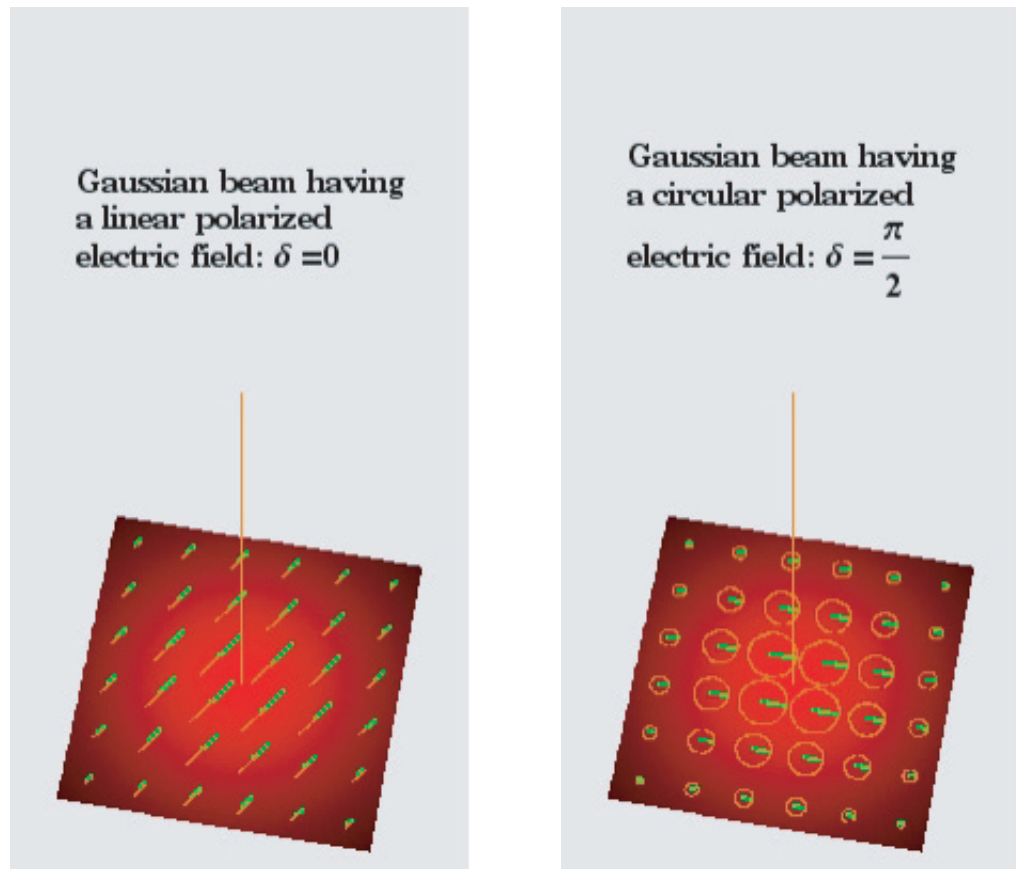 Gaussian beam having
a linear polarized
electric field: δ =0
Gaussian beam having
a circular polarized
electric field: δ = π/2